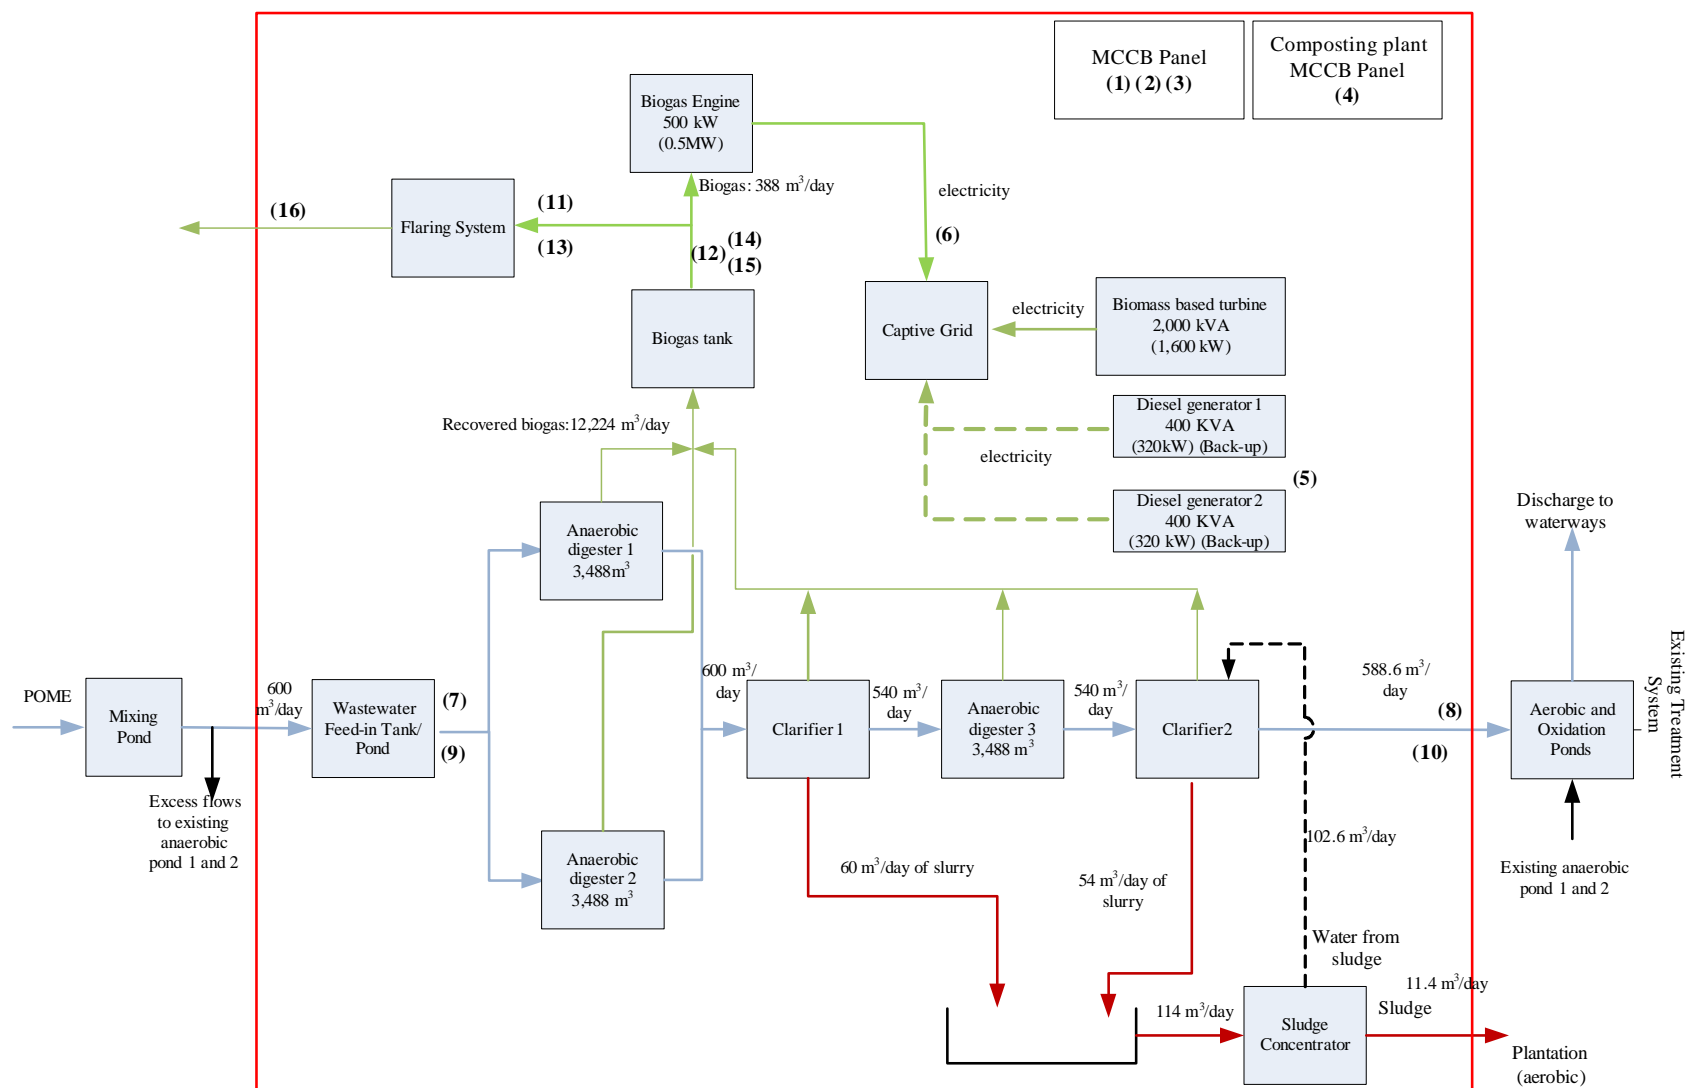 MCCB Panel
(1) (2) (3)
Composting plant
MCCB Panel
(4)
Biogas Engine
500 kW
(0.5MW)
Biogas: 388 m³/day
electricity
(16)
(11)
Flaring System
(13)
(12)
(14)
(15)
(6)
Biogas tank
Captive Grid
electricity
Biomass based turbine
2,000 kVA
(1,600 kW)
Recovered biogas:12,224 m³/day
Diesel generator 1
400 KVA
(320kW) (Back-up)
electricity
(5)
Diesel generator 2
400 KVA
(320 kW) (Back-up)
Anaerobic
digester 1
3,488m³
Discharge to
waterways
POME
Mixing
Pond
600
m³/day
Excess flows
to existing
anaerobic
pond 1 and 2
Wastewater
Feed-in Tank/
Pond
(7)
(9)
Anaerobic
digester 2
3,488 m³
600 m³/
day
Clarifier 1
540 m³/
day
Anaerobic
digester 3
3,488 m³
540 m³/
day
Clarifier2
588.6 m³/
day
(8)
(10)
Aerobic and
Oxidation
Ponds
Existing Treatment
System
Existing anaerobic
pond 1 and 2
60 m³/day of slurry
54 m³/day of
slurry
102.6 m³/day
Water from
sludge
114 m³/day
Sludge
Concentrator
11.4 m³/day
Sludge
Plantation
(aerobic)